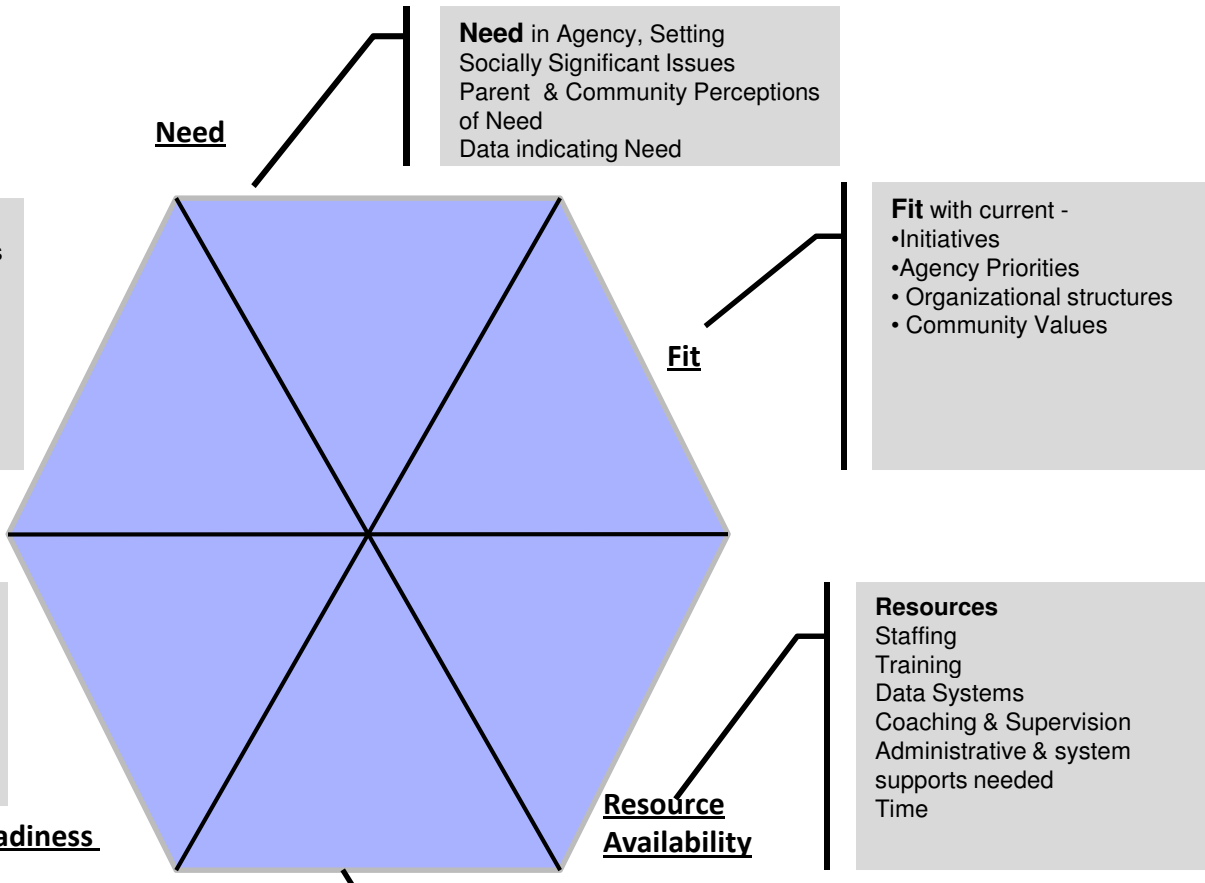 Need in Agency, Setting
Socially Significant Issues
Parent & Community Perceptions
of Need
Data indicating Need
Need
Fit with current -
•Initiatives
•Agency Priorities
• Organizational structures
• Community Values
Fit
Resources
Staffing
Training
Data Systems
Coaching & Supervision
Administrative & system
supports needed
Time
Resource
Availability
adiness